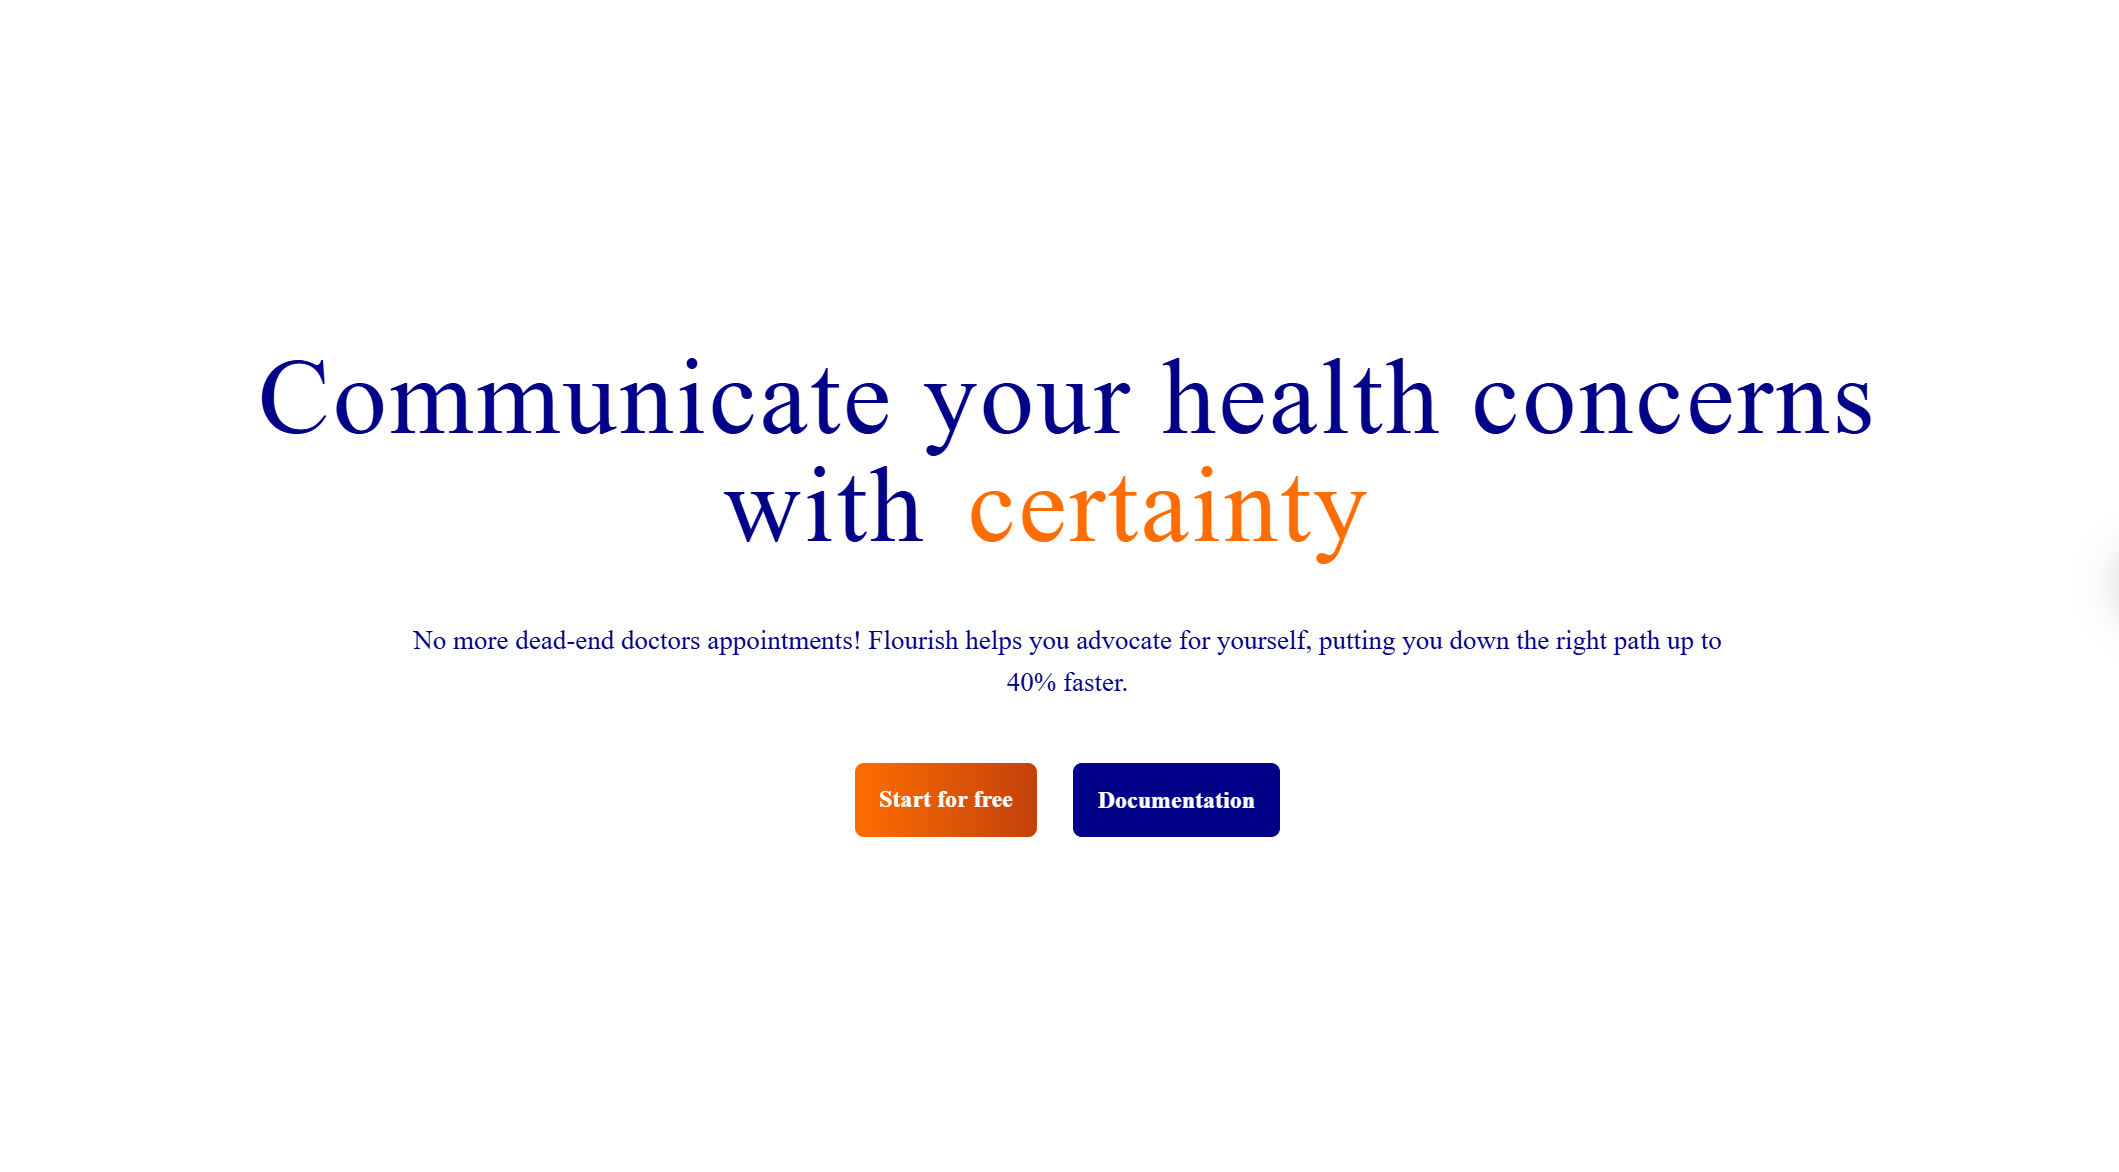 Communicate your health concerns
with certainty
No more dead-end doctors appointments! Flourish helps you advocate for yourself, putting you down the right path up to
40% faster.
Start for free
Documentation